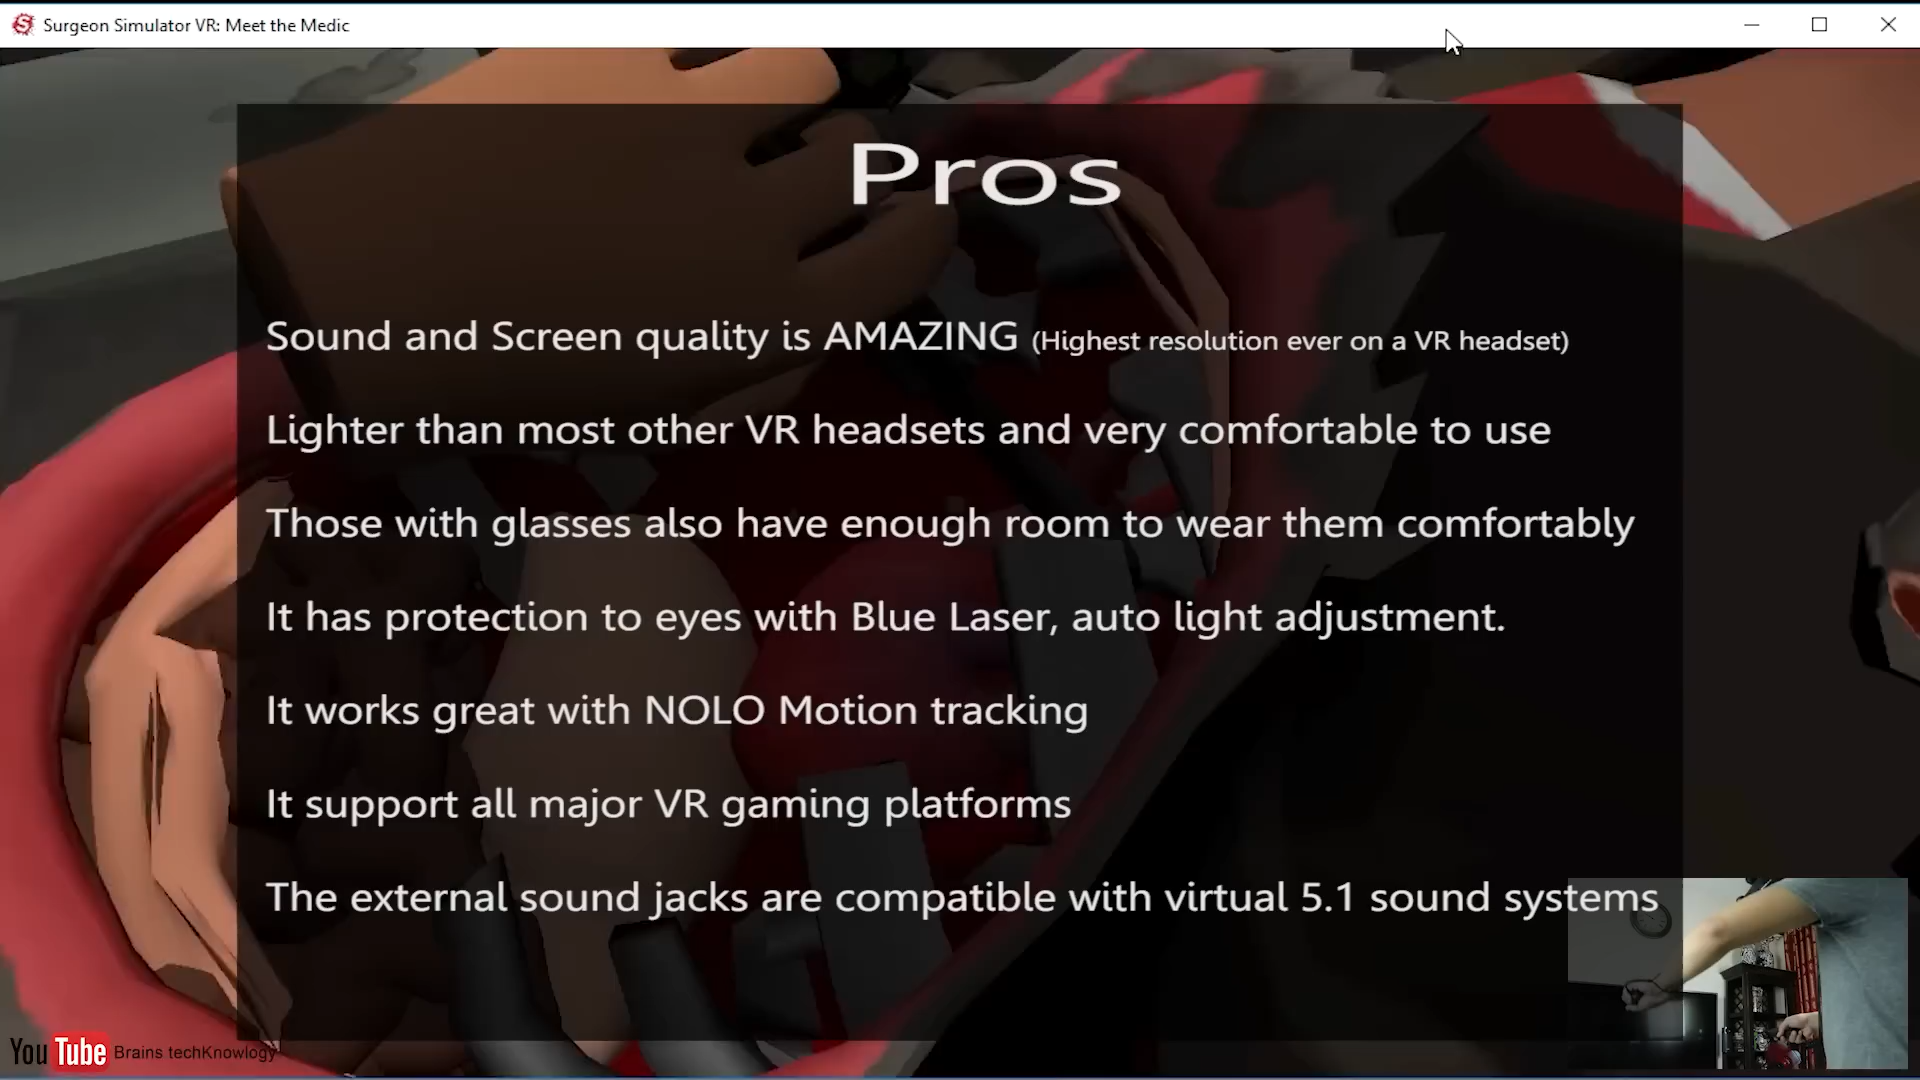 Surgeon Simulator VR: Meet the Medic
Pros
Sound and Screen quality is AMAZING (Highest resolution ever on a VR headset)
Lighter than most other VR headsets and very comfortable to use
Those with glasses also have enough room to wear them comfortably
It has protection to eyes with Blue Laser, auto light adjustment.
It works great with NOLO Motion tracking
It support all major VR gaming platforms
The external sound jacks are compatible with virtual 5.1 sound systems
YouTube Brains techKnowlogy